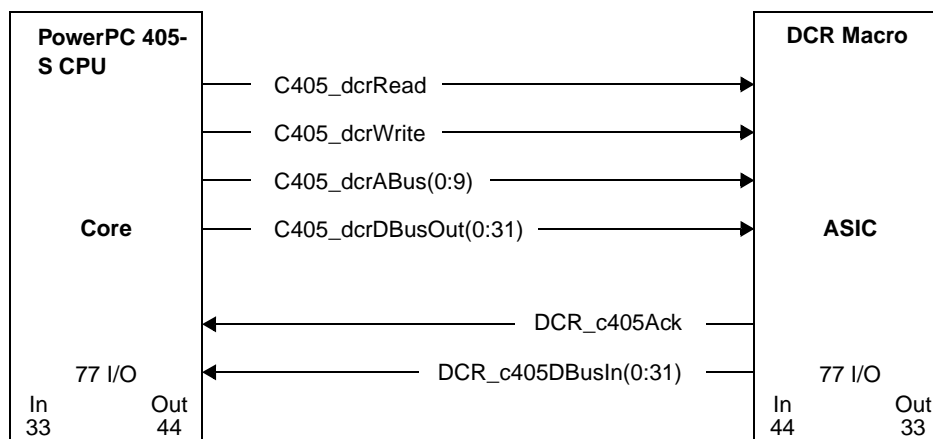 PowerPC 405-
S CPU
DCR Macro
C405_dcrRead
C405_dcrWrite
C405_dcrABus(0:9)
Core
C405_dcrDBusOut(0:31)
ASIC
DCR_c405Ack
77 I/O
DCR_c405DBusIn(0:31)
77 I/O
In Out
33 44
In Out
44 33